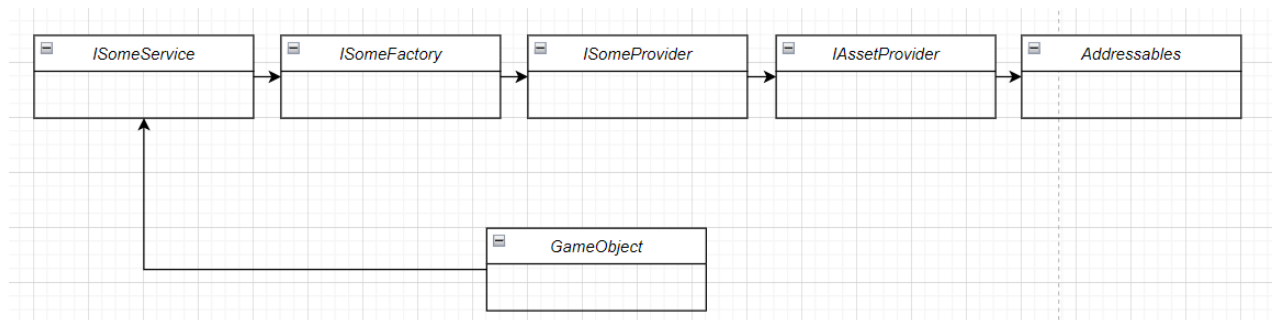 ISomeService
ISomeFactory
ISomeProvider
IAssetProvider
Addressables
GameObject